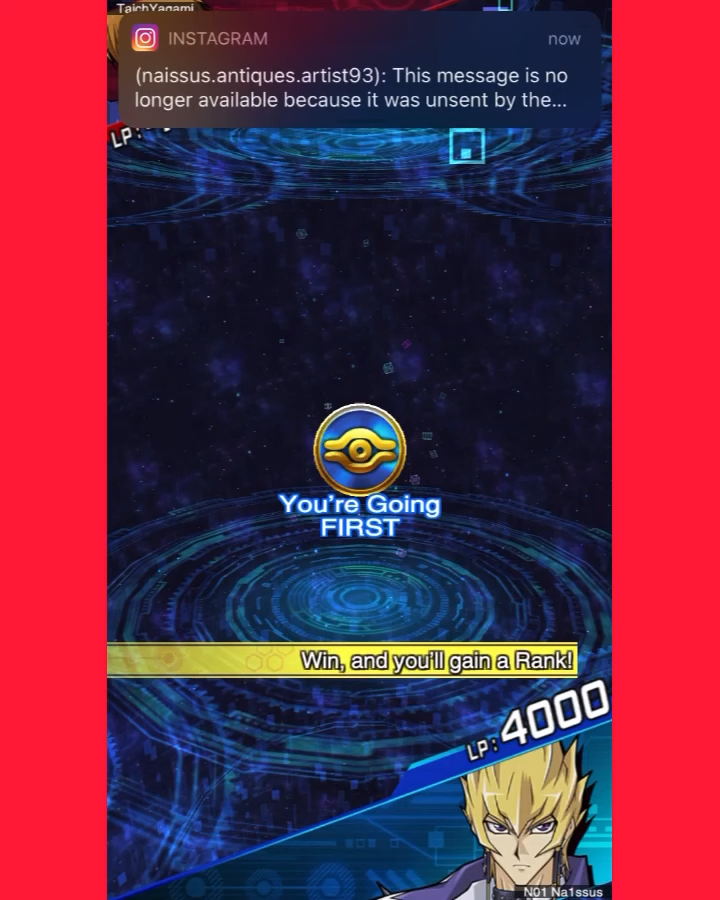 TaichYagami
INSTAGRAM now
(naissus.antiques.artist93): This message is no
longer available because it was unsent by the...
LP:
You're Going
FIRST
Win, and you'll gain a Rank!
LP: 4000
N01 Na1ssus